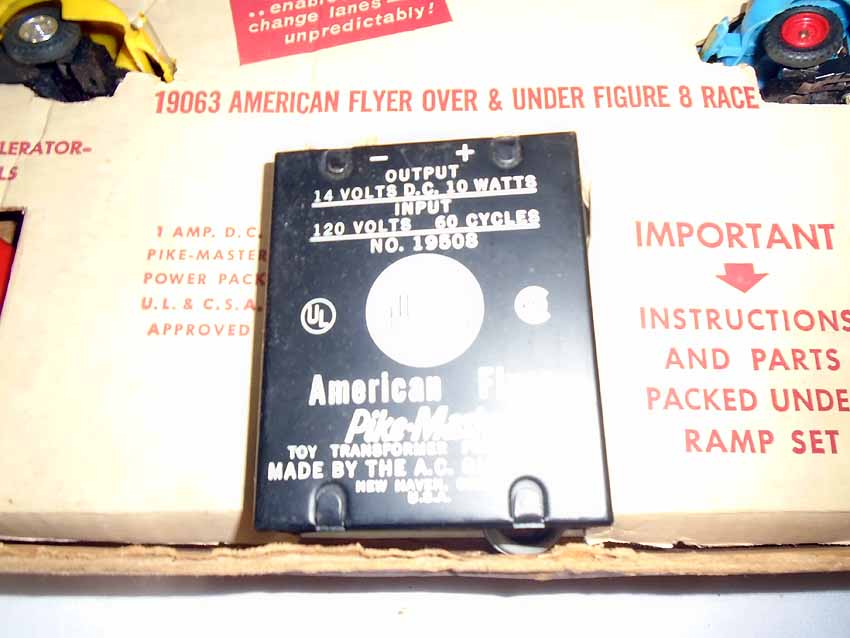 ..enable
change lanes
unpredictably!
19063 AMERICAN FLYER OVER & UNDER FIGURE 8 RACE
LERATOR-
LS
1 AMP. D.C.
PIKE-MASTER
POWER PACK
U.L. & C.S.A.
APPROVED
- +
OUTPUT
14 VOLTS D.C. 10 WATTS
INPUT
120 VOLTS 60 CYCLES
NO. 19508
UL
American Fl
Pike-Mast
TOY TRANSFORMER
MADE BY THE A.C.
NEW HAVEN,
U.S.A.
IMPORTANT
INSTRUCTIONS
AND PARTS
PACKED UNDE
RAMP SET